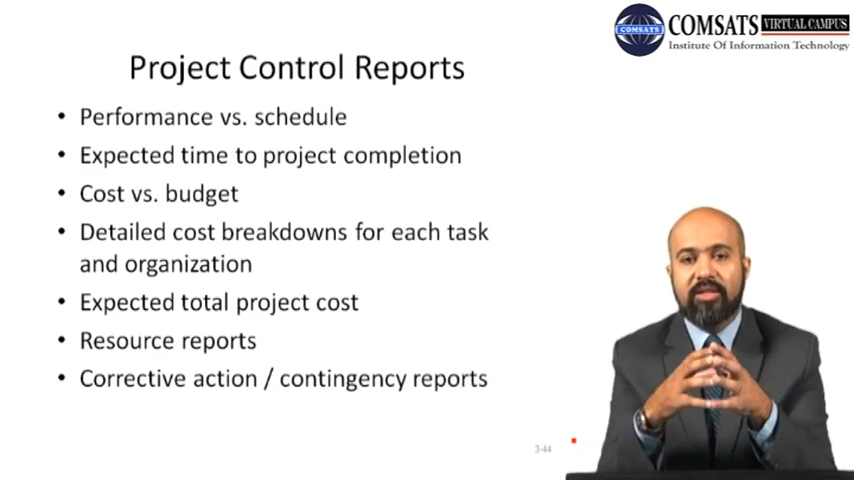 COMSATS VIRTUAL CAMPUS
COMSATS
Institute Of Information Technology
Project Control Reports
• Performance vs. schedule
• Expected time to project completion
• Cost vs. budget
• Detailed cost breakdowns for each task
and organization
• Expected total project cost
• Resource reports
• Corrective action / contingency reports
3-44